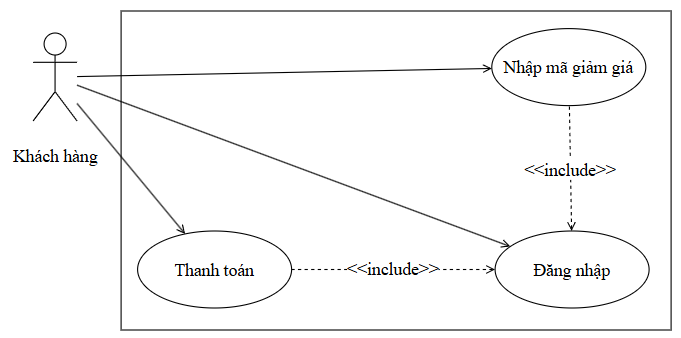 Nhập mã giảm giá
Khách hàng
<<include>>
Thanh toán
<<include>>
Đăng nhập